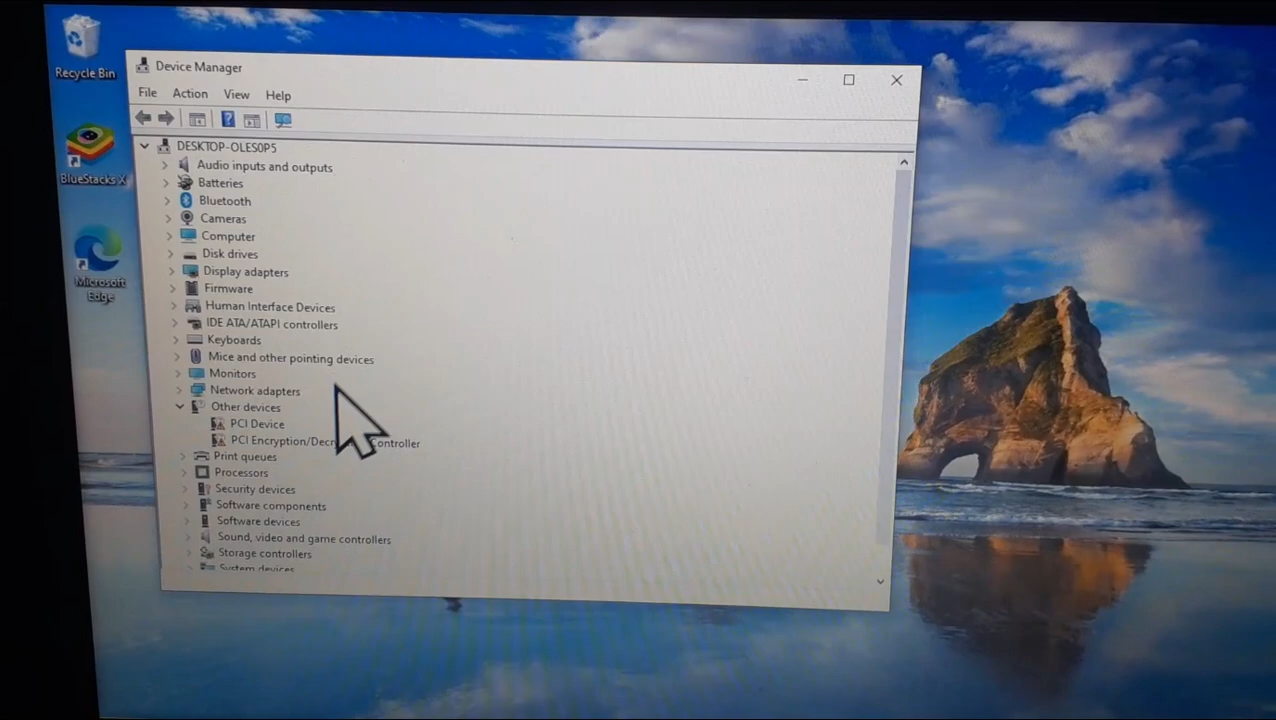 Recycle Bin
BlueStacks X
Microsoft
Edge
Device Manager
File Action View Help
DESKTOP-OLES0P5
Audio inputs and outputs
Batteries
Bluetooth
Cameras
Computer
Disk drives
Display adapters
Firmware
Human Interface Devices
IDE ATA/ATAPI controllers
Keyboards
Mice and other pointing devices
Monitors
Network adapters
Other devices
PCI Device
PCI Encryption/Decr Controller
Print queues
Processors
Security devices
Software components
Software devices
Sound, video and game controllers
Storage controllers
System devices